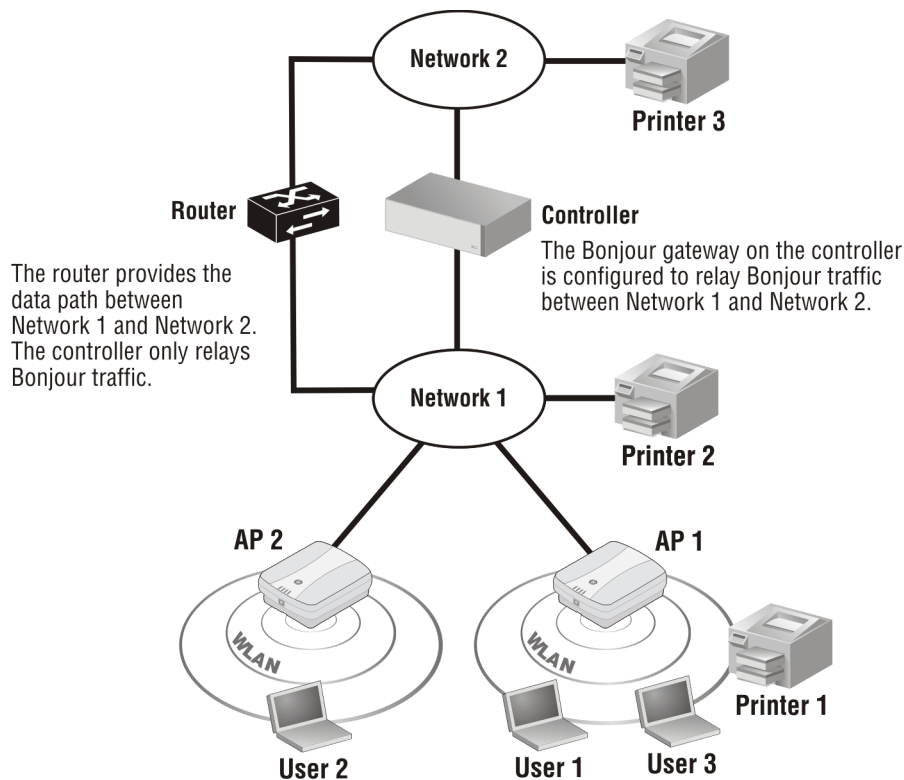 Network 2
Printer 3
Router
Controller
The Bonjour gateway on the controller
is configured to relay Bonjour traffic
between Network 1 and Network 2.
The router provides the
data path between
Network 1 and Network 2.
The controller only relays
Bonjour traffic.
Network 1
Printer 2
AP 2
AP 1
WLAN
WLAN
Printer 1
User 2
User 1
User 3